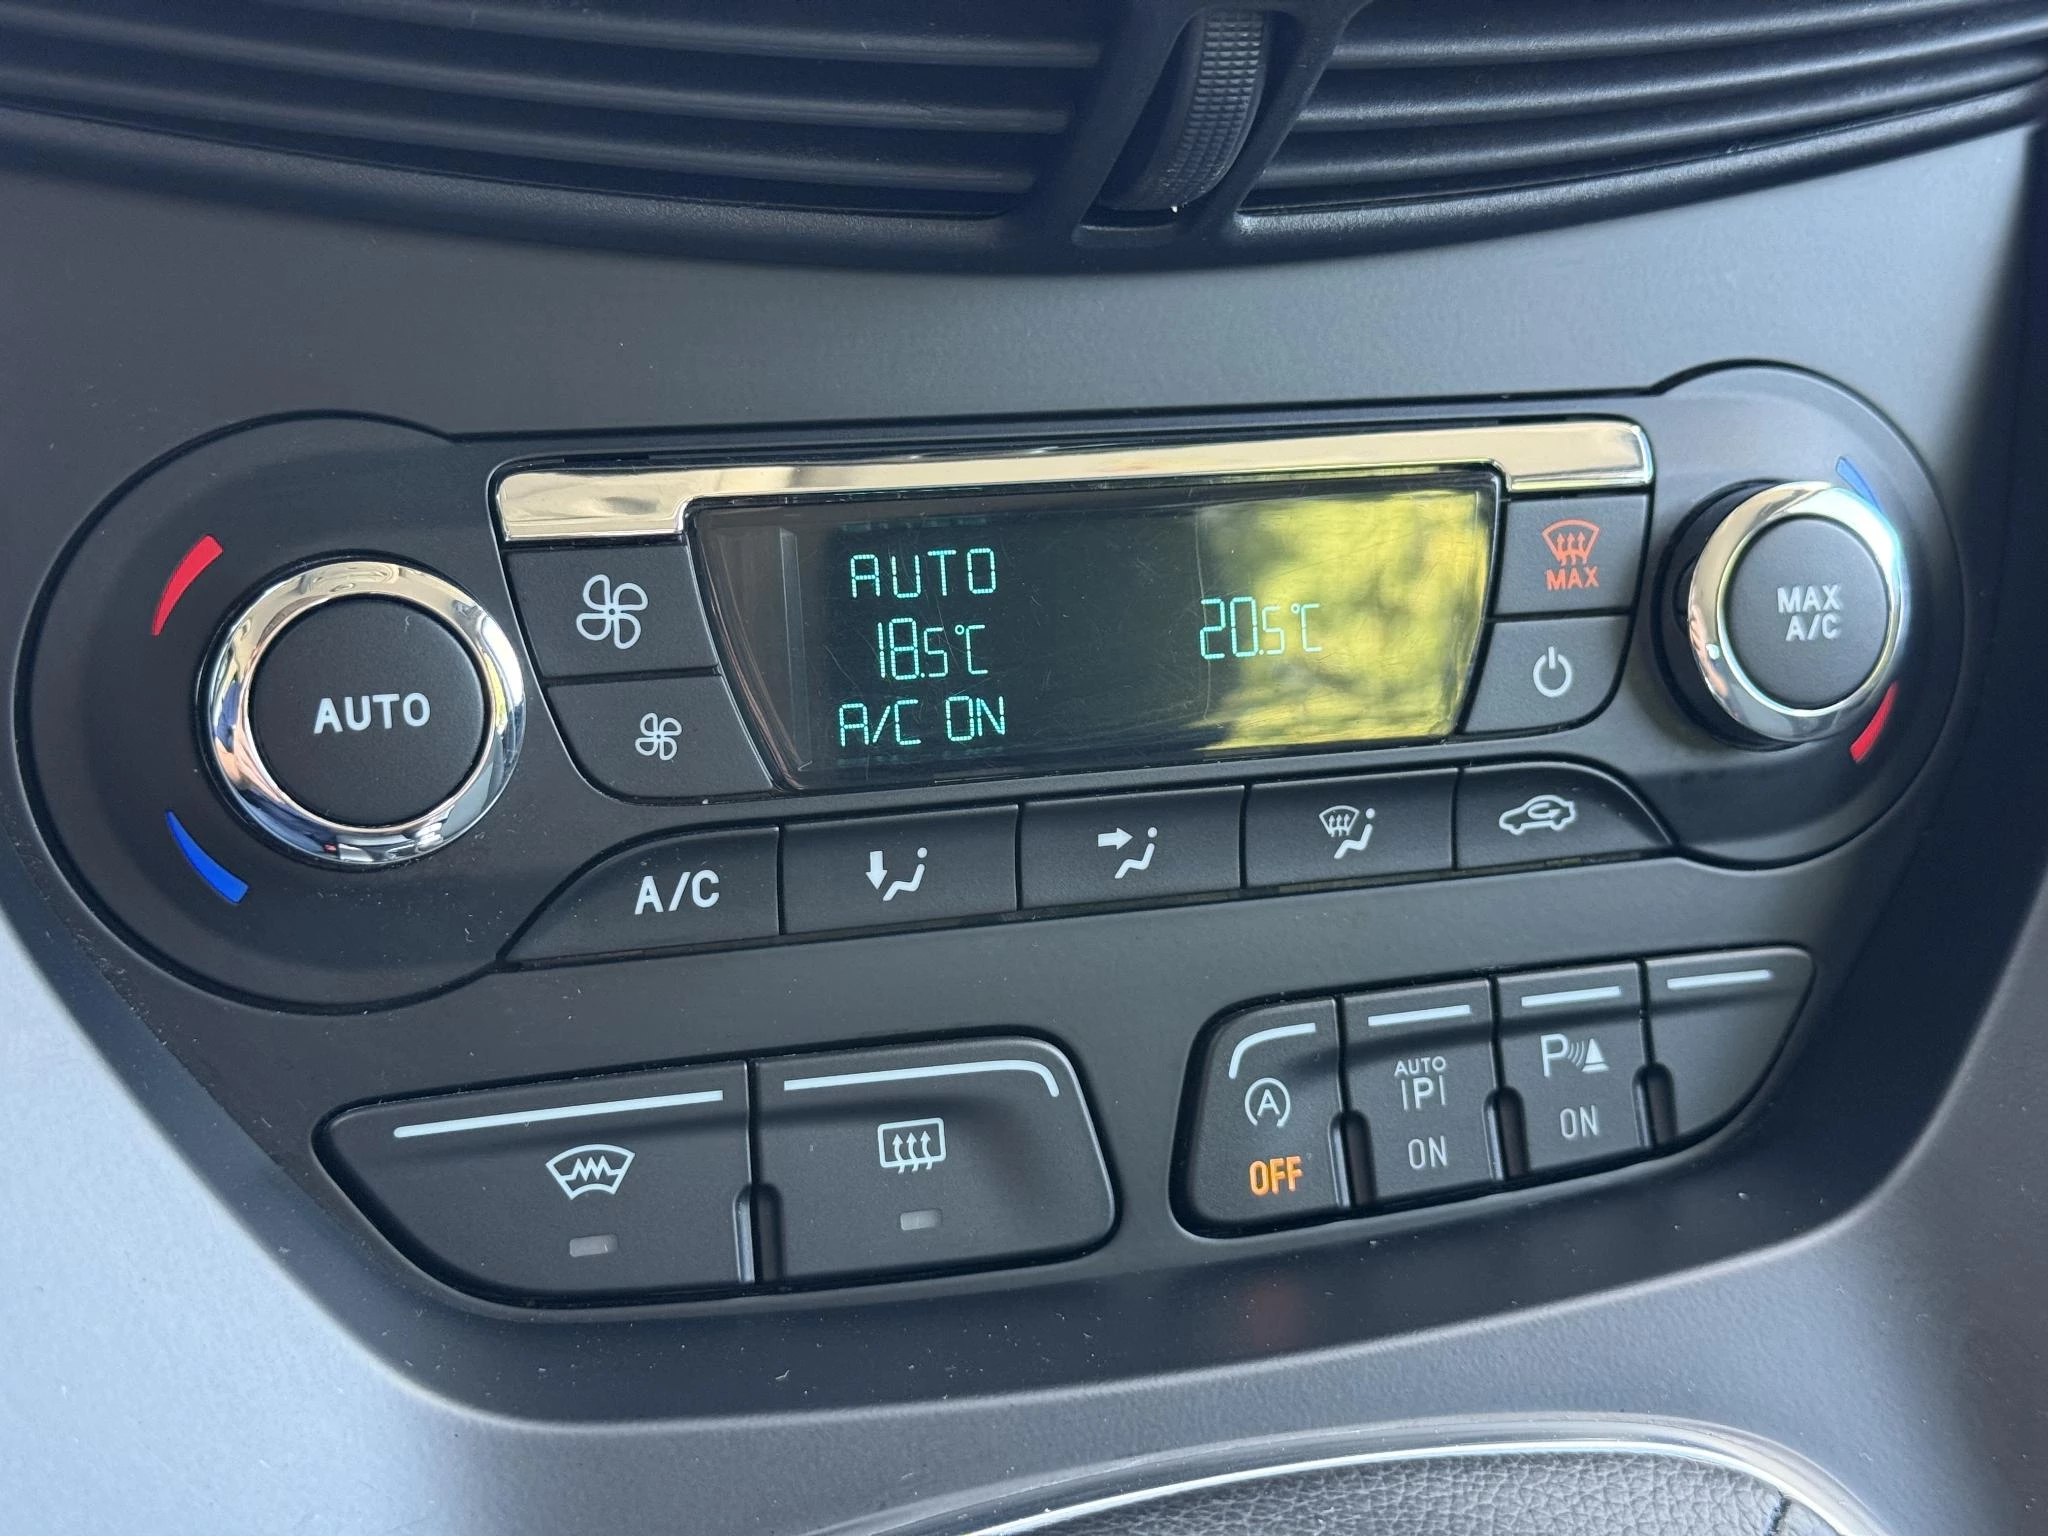 AUTO
AUTO
18.5°C
20.5°C
A/C ON
MAX
MAX
A/C
A/C
A
OFF
AUTO
P
ON
P
ON